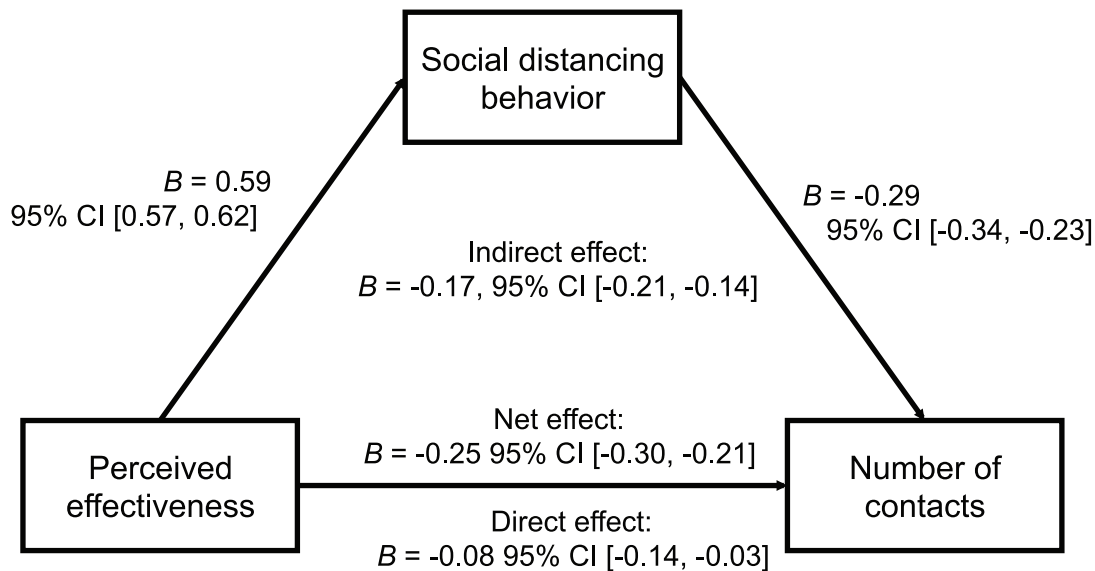 Social distancing
behavior
B = 0.59
95% CI [0.57, 0.62]
B = -0.29
95% CI [-0.34, -0.23]
Indirect effect:
B = -0.17, 95% CI [-0.21, -0.14]
Perceived
effectiveness
Net effect:
B = -0.25 95% CI [-0.30, -0.21]
Direct effect:
B = -0.08 95% CI [-0.14, -0.03]
Number of
contacts